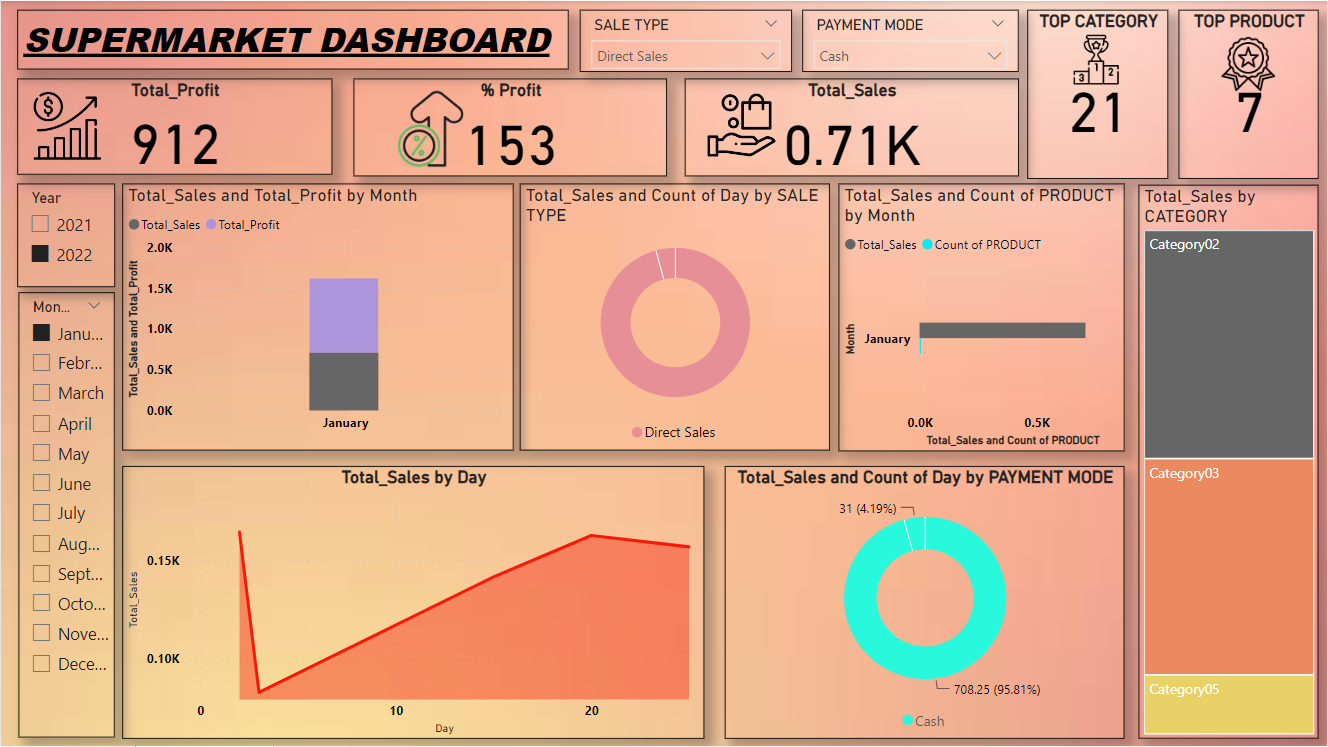 SUPERMARKET DASHBOARD
SALE TYPE
Direct Sales
PAYMENT MODE
Cash
TOP CATEGORY
1
2
3
21
TOP PRODUCT
7
Total_Profit
$
912
% Profit
%
153
Total_Sales
0.71K
Year
2021
2022
Mon...
Janu...
Febr...
March
April
May
June
July
Aug...
Sept...
Octo...
Nove...
Dece...
Total_Sales and Total_Profit by Month
Total_Sales Total_Profit
Total_Sales and Total_Profit
2.0K
1.5K
1.0K
0.5K
0.0K
January
Total_Sales and Count of Day by SALE
TYPE
Direct Sales
Total_Sales and Count of PRODUCT
by Month
Total_Sales Count of PRODUCT
Month
January
0.0K 0.5K
Total_Sales and Count of PRODUCT
Total_Sales by
CATEGORY
Category02
Category03
Category05
Total_Sales by Day
Total_Sales
0.15K
0.10K
0 10 20
Day
Total_Sales and Count of Day by PAYMENT MODE
31 (4.19%)
708.25 (95.81%)
Cash